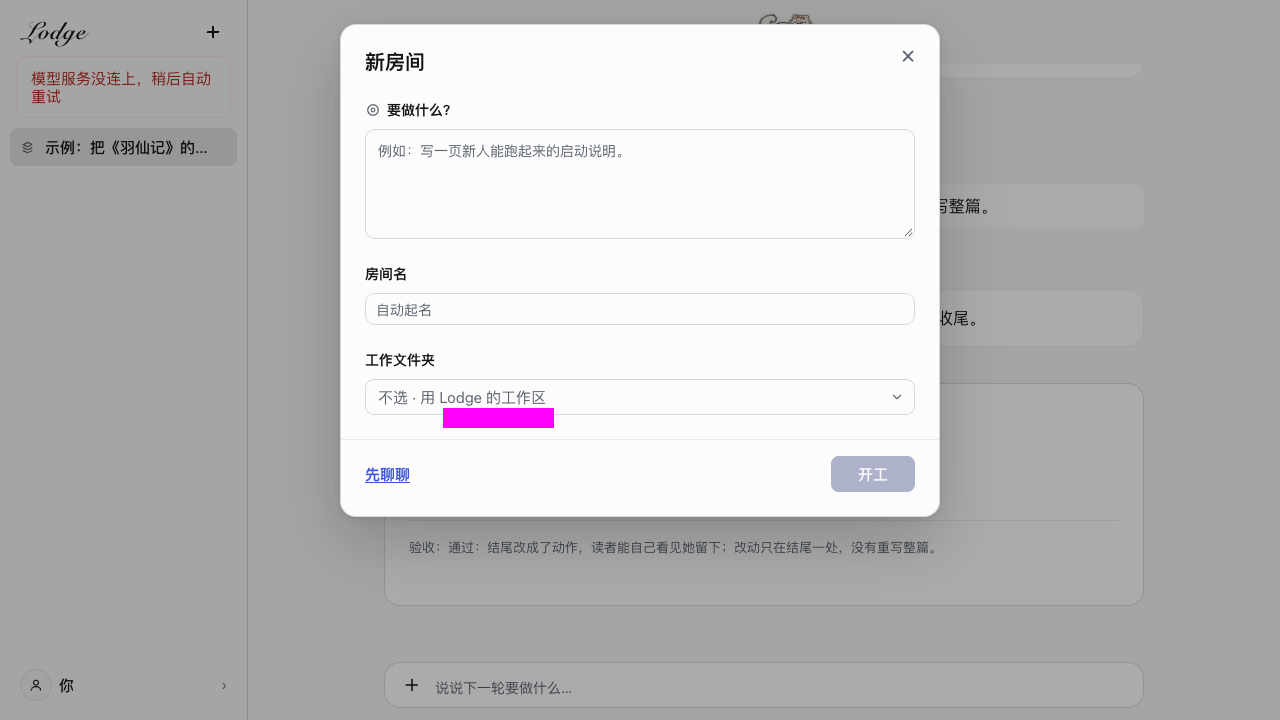 Lodge
模型服务没连上，稍后自动
重试
示例：把《羽仙记》的...
新房间
要做什么?
例如：写一页新人能跑起来的启动说明。
房间名
自动起名
工作文件夹
不选 · 用 Lodge 的工作区
先聊聊
开工
写整篇。
收尾。
验收：通过：结尾改成了动作，读者能自己看见她留下；改动只在结尾一处，没有重写整篇。
说说下一轮要做什么...
你